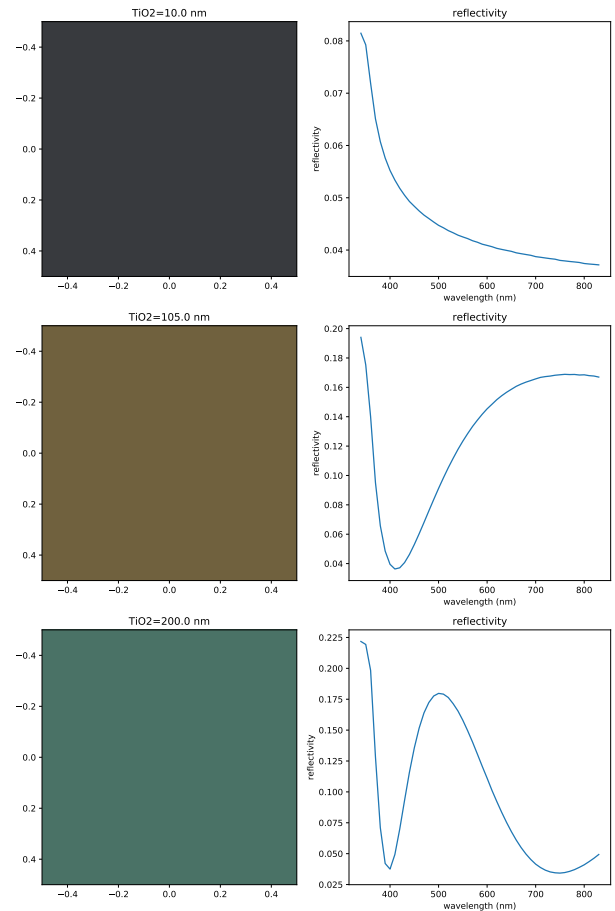 TiO2=10.0 nm
−0.4
−0.2
0.0
0.2
0.4
−0.4 −0.2 0.0 0.2 0.4
reflectivity
reflectivity
0.08
0.07
0.06
0.05
0.04
400 500 600 700 800
wavelength (nm)
TiO2=105.0 nm
−0.4
−0.2
0.0
0.2
0.4
−0.4 −0.2 0.0 0.2 0.4
reflectivity
reflectivity
0.20
0.18
0.16
0.14
0.12
0.10
0.08
0.06
0.04
400 500 600 700 800
wavelength (nm)
TiO2=200.0 nm
−0.4
−0.2
0.0
0.2
0.4
−0.4 −0.2 0.0 0.2 0.4
reflectivity
reflectivity
0.225
0.200
0.175
0.150
0.125
0.100
0.075
0.050
0.025
400 500 600 700 800
wavelength (nm)